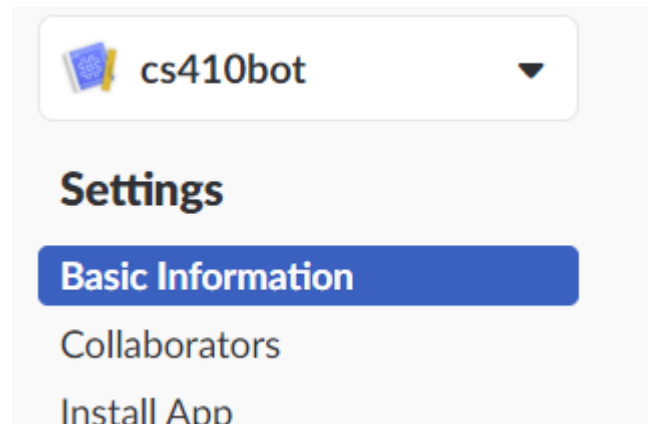 cs410bot
Settings
Basic Information
Collaborators
Install App